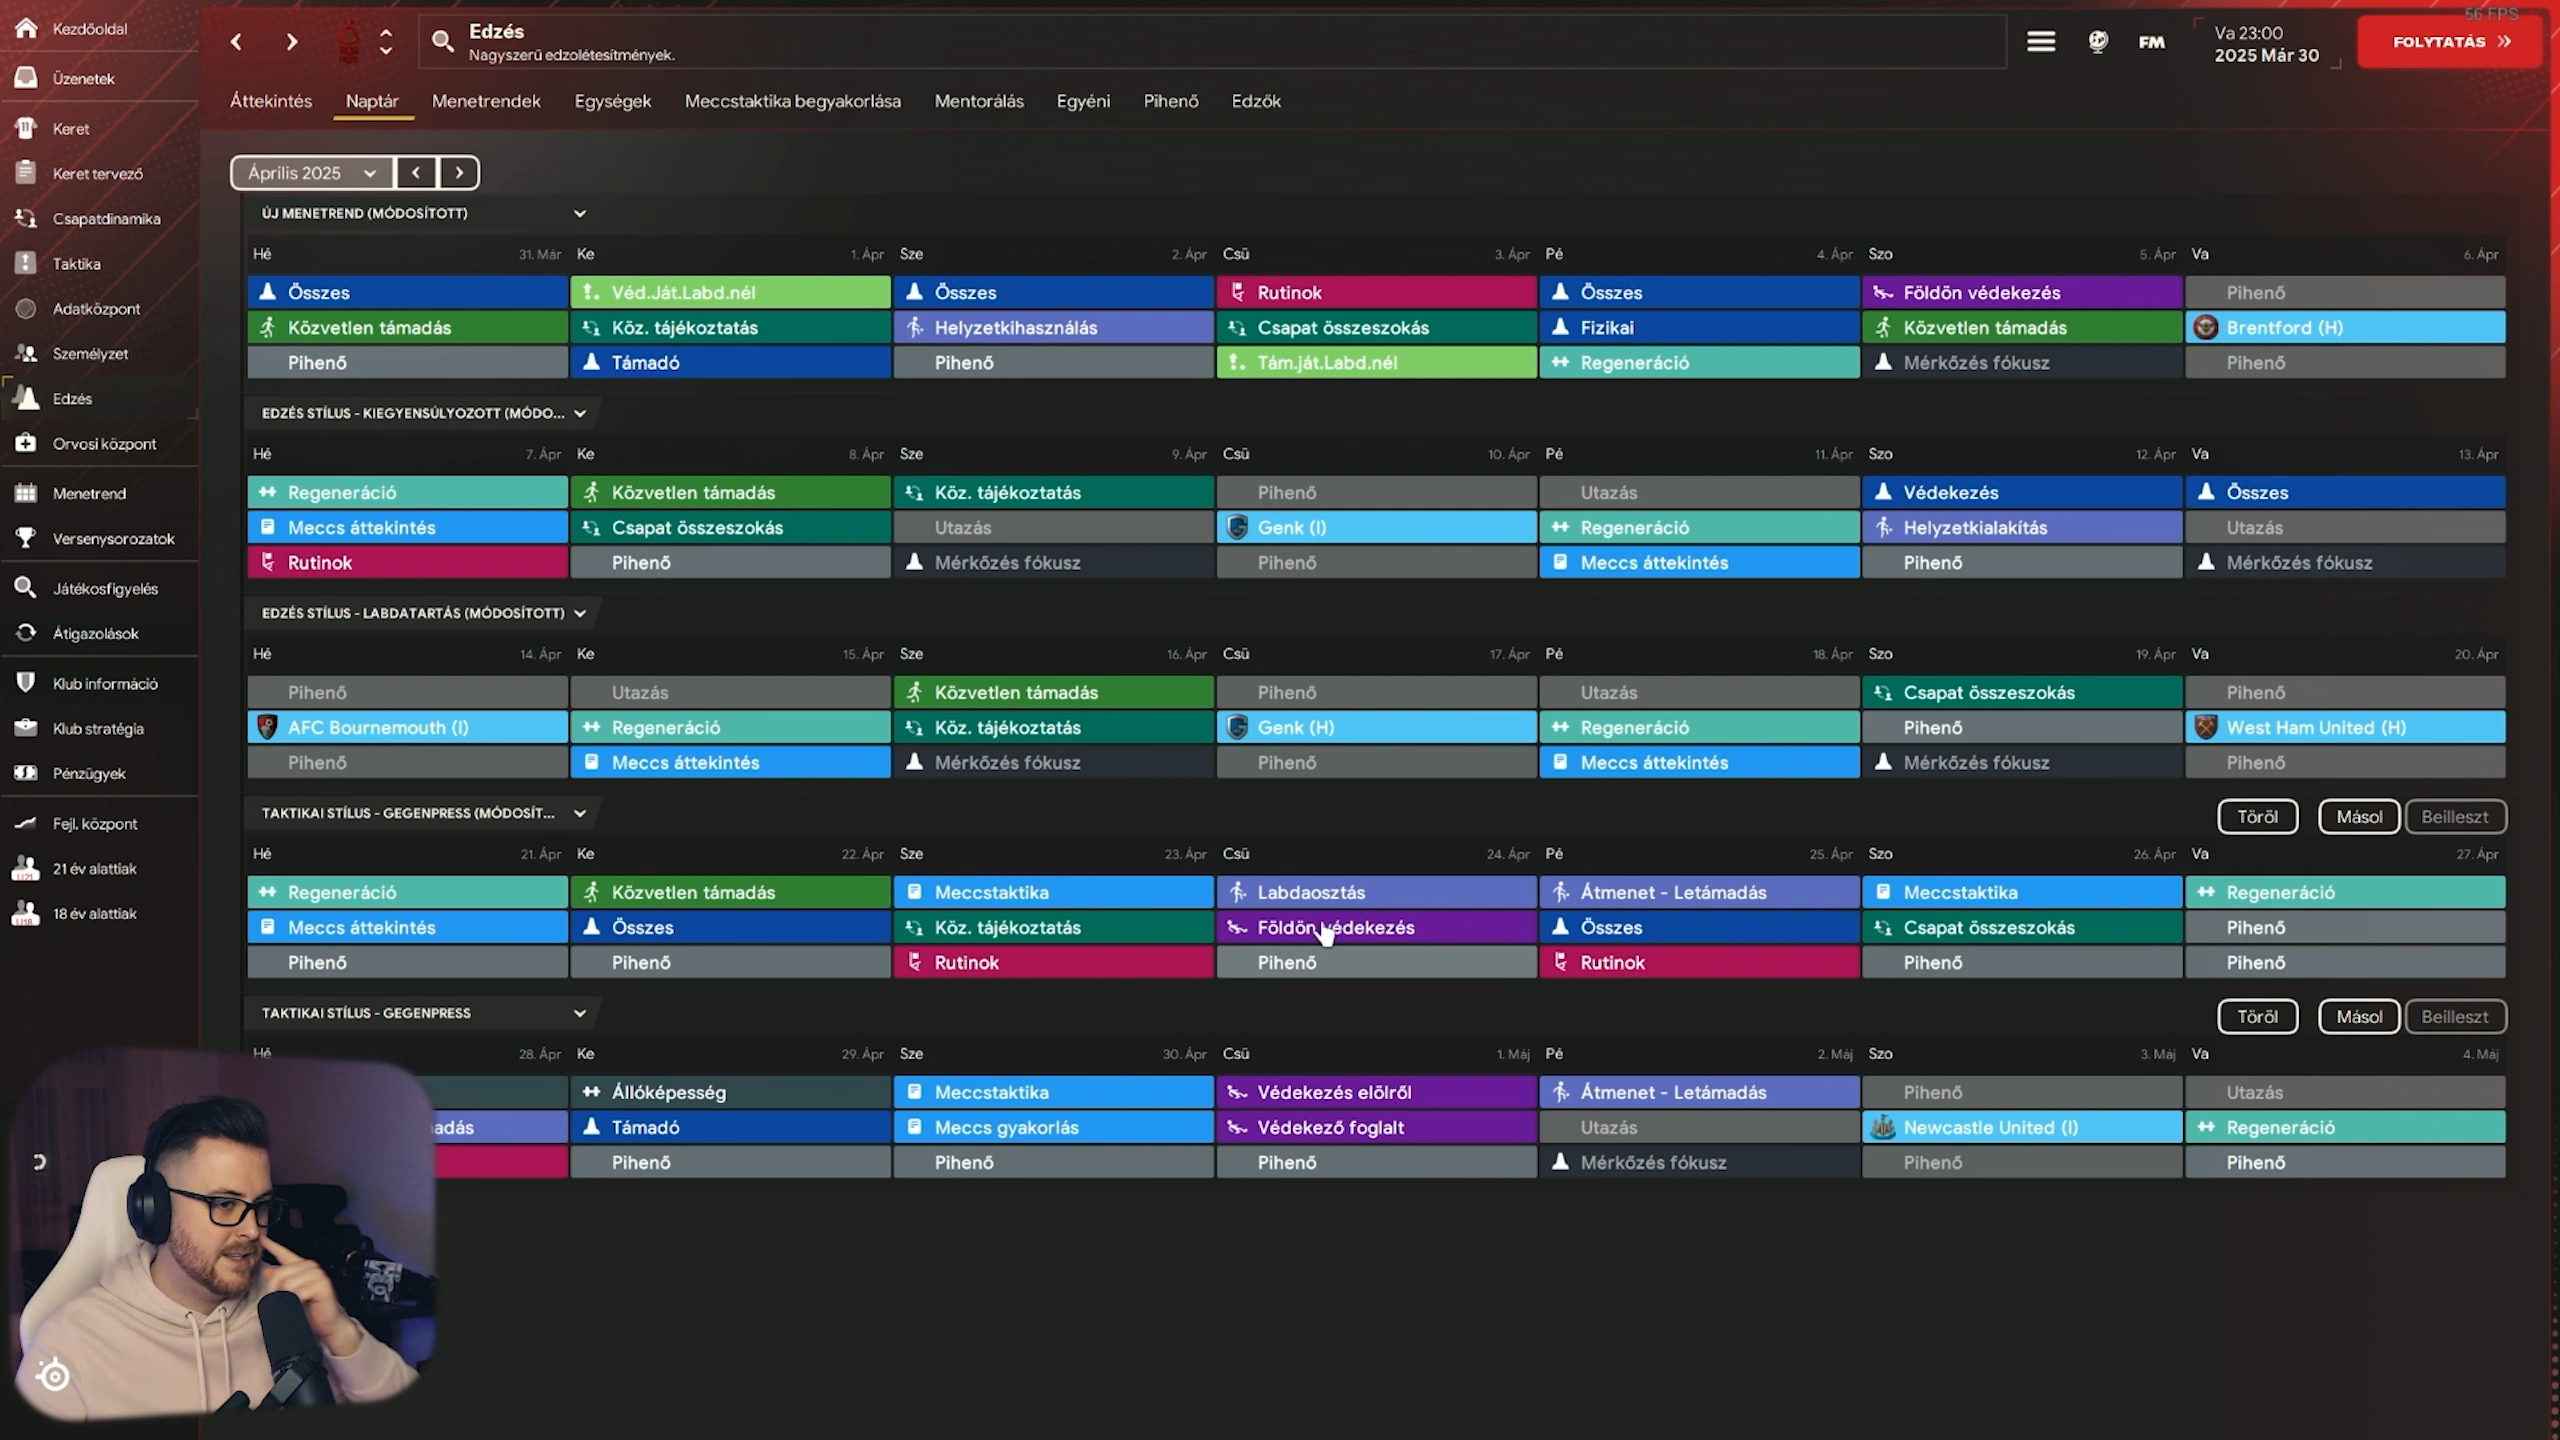 56 FPS
Kezdőoldal
Üzenetek
Keret
Keret tervező
Csapatdinamika
Taktika
Adatközpont
Személyzet
Edzés
Orvosi központ
Menetrend
Versenysorozatok
Játékosfigyelés
Átigazolások
Klub információ
Klub stratégia
Pénzügyek
Fejl. központ
21 év alattiak
18 év alattiak
Edzés
Nagyszerű edzolétesítmények.
FM
Va 23:00
2025 Már 30
FOLYTATÁS
Áttekintés Naptár Menetrendek Egységek Meccstaktika begyakorlása Mentorálás Egyéni Pihenő Edzők
Április 2025
ÚJ MENETREND (MÓDOSÍTOTT)
Hé 31. Már Ke 1. Ápr Sze 2. Ápr Csü 3. Ápr Pé 4. Ápr Szo 5. Ápr Va 6. Ápr
Összes Véd.Ját.Labd.nél Összes Rutinok Összes Földön védekezés Pihenő
Közvetlen támadás Köz. tájékoztatás Helyzetkihasználás Csapat összeszokás Fizikai Közvetlen támadás Brentford (H)
Pihenő Támadó Pihenő Tám.ját.Labd.nél Regeneráció Mérkőzés fókusz Pihenő
EDZÉS STÍLUS - KIEGYENSÚLYOZOTT (MÓDO...
Hé 7. Ápr Ke 8. Ápr Sze 9. Ápr Csü 10. Ápr Pé 11. Ápr Szo 12. Ápr Va 13. Ápr
Regeneráció Közvetlen támadás Köz. tájékoztatás Pihenő Utazás Védekezés Összes
Meccs áttekintés Csapat összeszokás Utazás Genk (I) Regeneráció Helyzetkialakítás Utazás
Rutinok Pihenő Mérkőzés fókusz Pihenő Meccs áttekintés Pihenő Mérkőzés fókusz
EDZÉS STÍLUS - LABDATARTÁS (MÓDOSÍTOTT)
Hé 14. Ápr Ke 15. Ápr Sze 16. Ápr Csü 17. Ápr Pé 18. Ápr Szo 19. Ápr Va 20. Ápr
Pihenő Utazás Közvetlen támadás Pihenő Utazás Csapat összeszokás Pihenő
AFC Bournemouth (I) Regeneráció Köz. tájékoztatás Genk (H) Regeneráció Pihenő West Ham United (H)
Pihenő Meccs áttekintés Mérkőzés fókusz Pihenő Meccs áttekintés Mérkőzés fókusz Pihenő
TAKTIKAI STÍLUS - GEGENPRESS (MÓDOSÍT... Töröl Másol Beilleszt
Hé 21. Ápr Ke 22. Ápr Sze 23. Ápr Csü 24. Ápr Pé 25. Ápr Szo 26. Ápr Va 27. Ápr
Regeneráció Közvetlen támadás Meccstaktika Labdaosztás Átmenet - Letámadás Meccstaktika Regeneráció
Meccs áttekintés Összes Köz. tájékoztatás Földön védekezés Összes Csapat összeszokás Pihenő
Pihenő Pihenő Rutinok Pihenő Rutinok Pihenő Pihenő
TAKTIKAI STÍLUS - GEGENPRESS Töröl Másol Beilleszt
Hé 28. Ápr Ke 29. Ápr Sze 30. Ápr Csü 1. Máj Pé 2. Máj Szo 3. Máj Va 4. Máj
Állóképesség Meccstaktika Védekezés elölről Átmenet - Letámadás Pihenő Utazás
adás Támadó Meccs gyakorlás Védekező foglalt Utazás Newcastle United (I) Regeneráció
Pihenő Pihenő Pihenő Mérkőzés fókusz Pihenő Pihenő